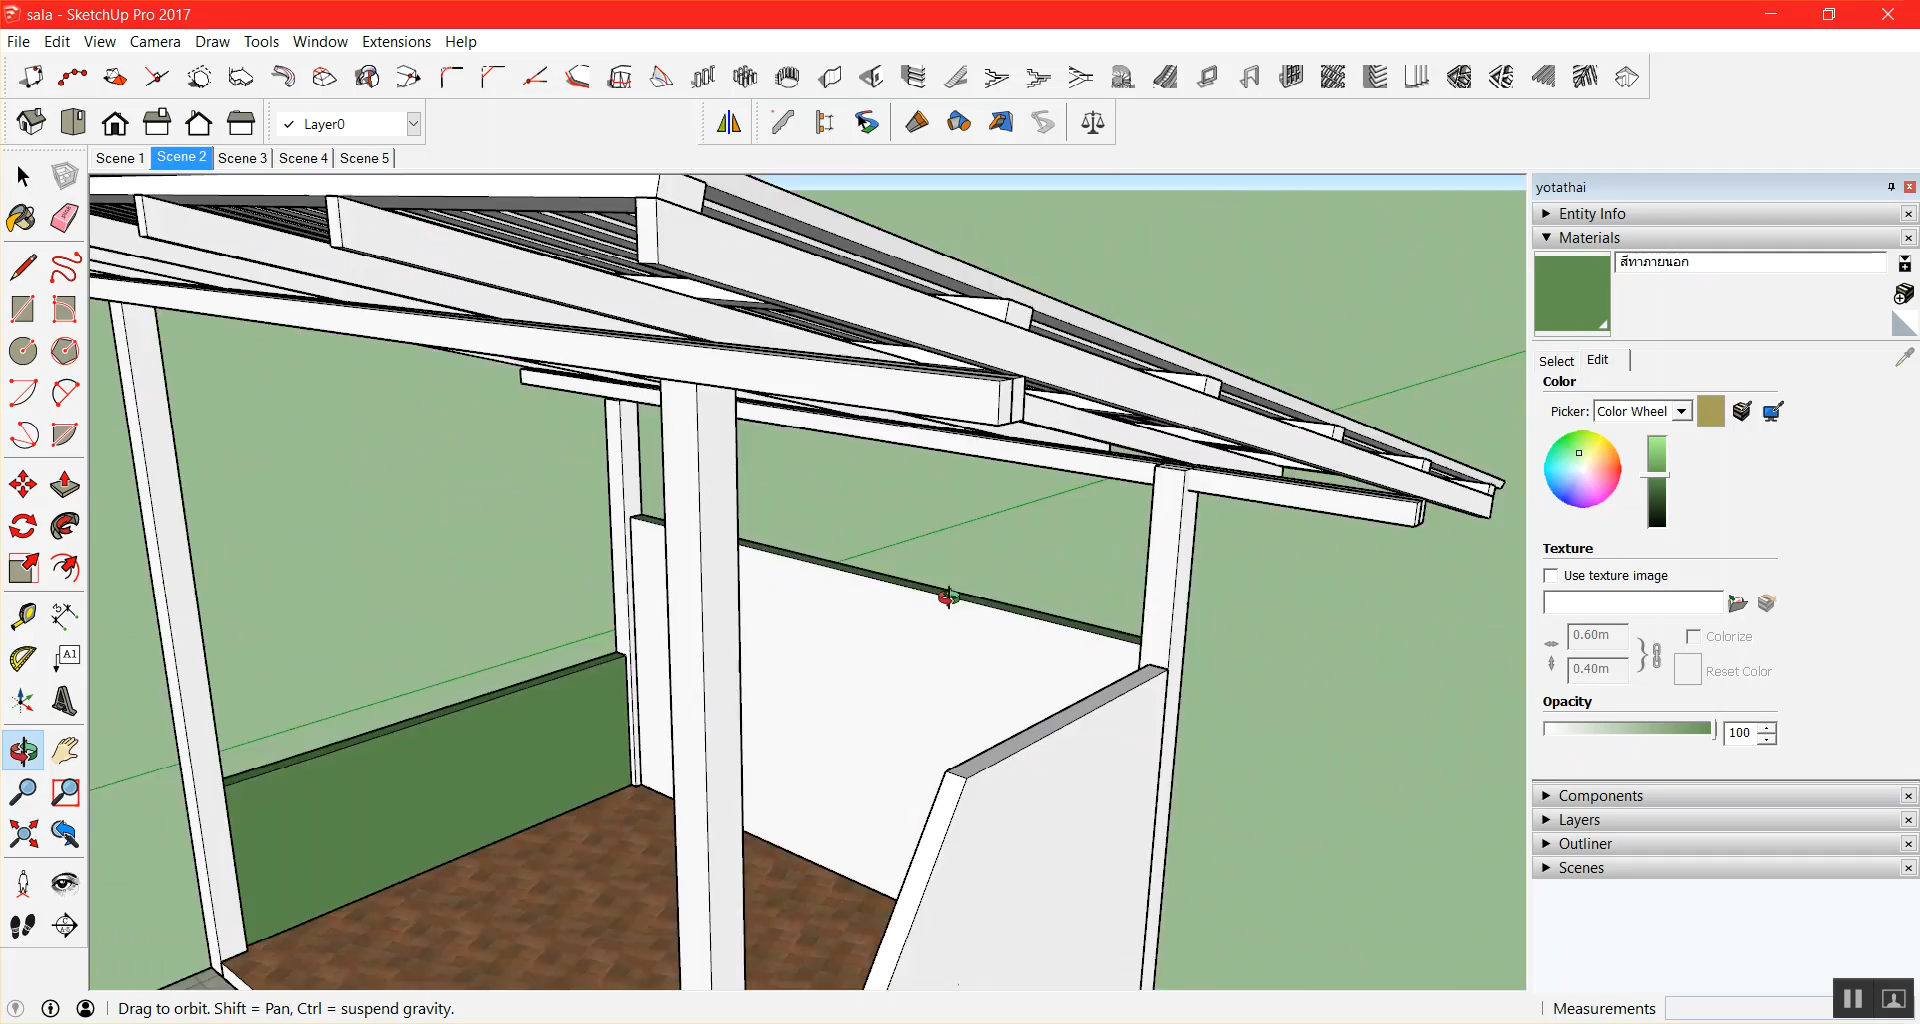 sala - SketchUp Pro 2017
File Edit View Camera Draw Tools Window Extensions Help
✓ Layer0
Scene 1 Scene 2 Scene 3 Scene 4 Scene 5
yotathai
Entity Info
Materials
สีทาภายนอก
Select Edit
Color
Picker: Color Wheel
Texture
Use texture image
0.60m Colorize
0.40m Reset Color
Opacity
100
A1
Components
Layers
Outliner
Scenes
Drag to orbit. Shift = Pan, Ctrl = suspend gravity.
Measurements